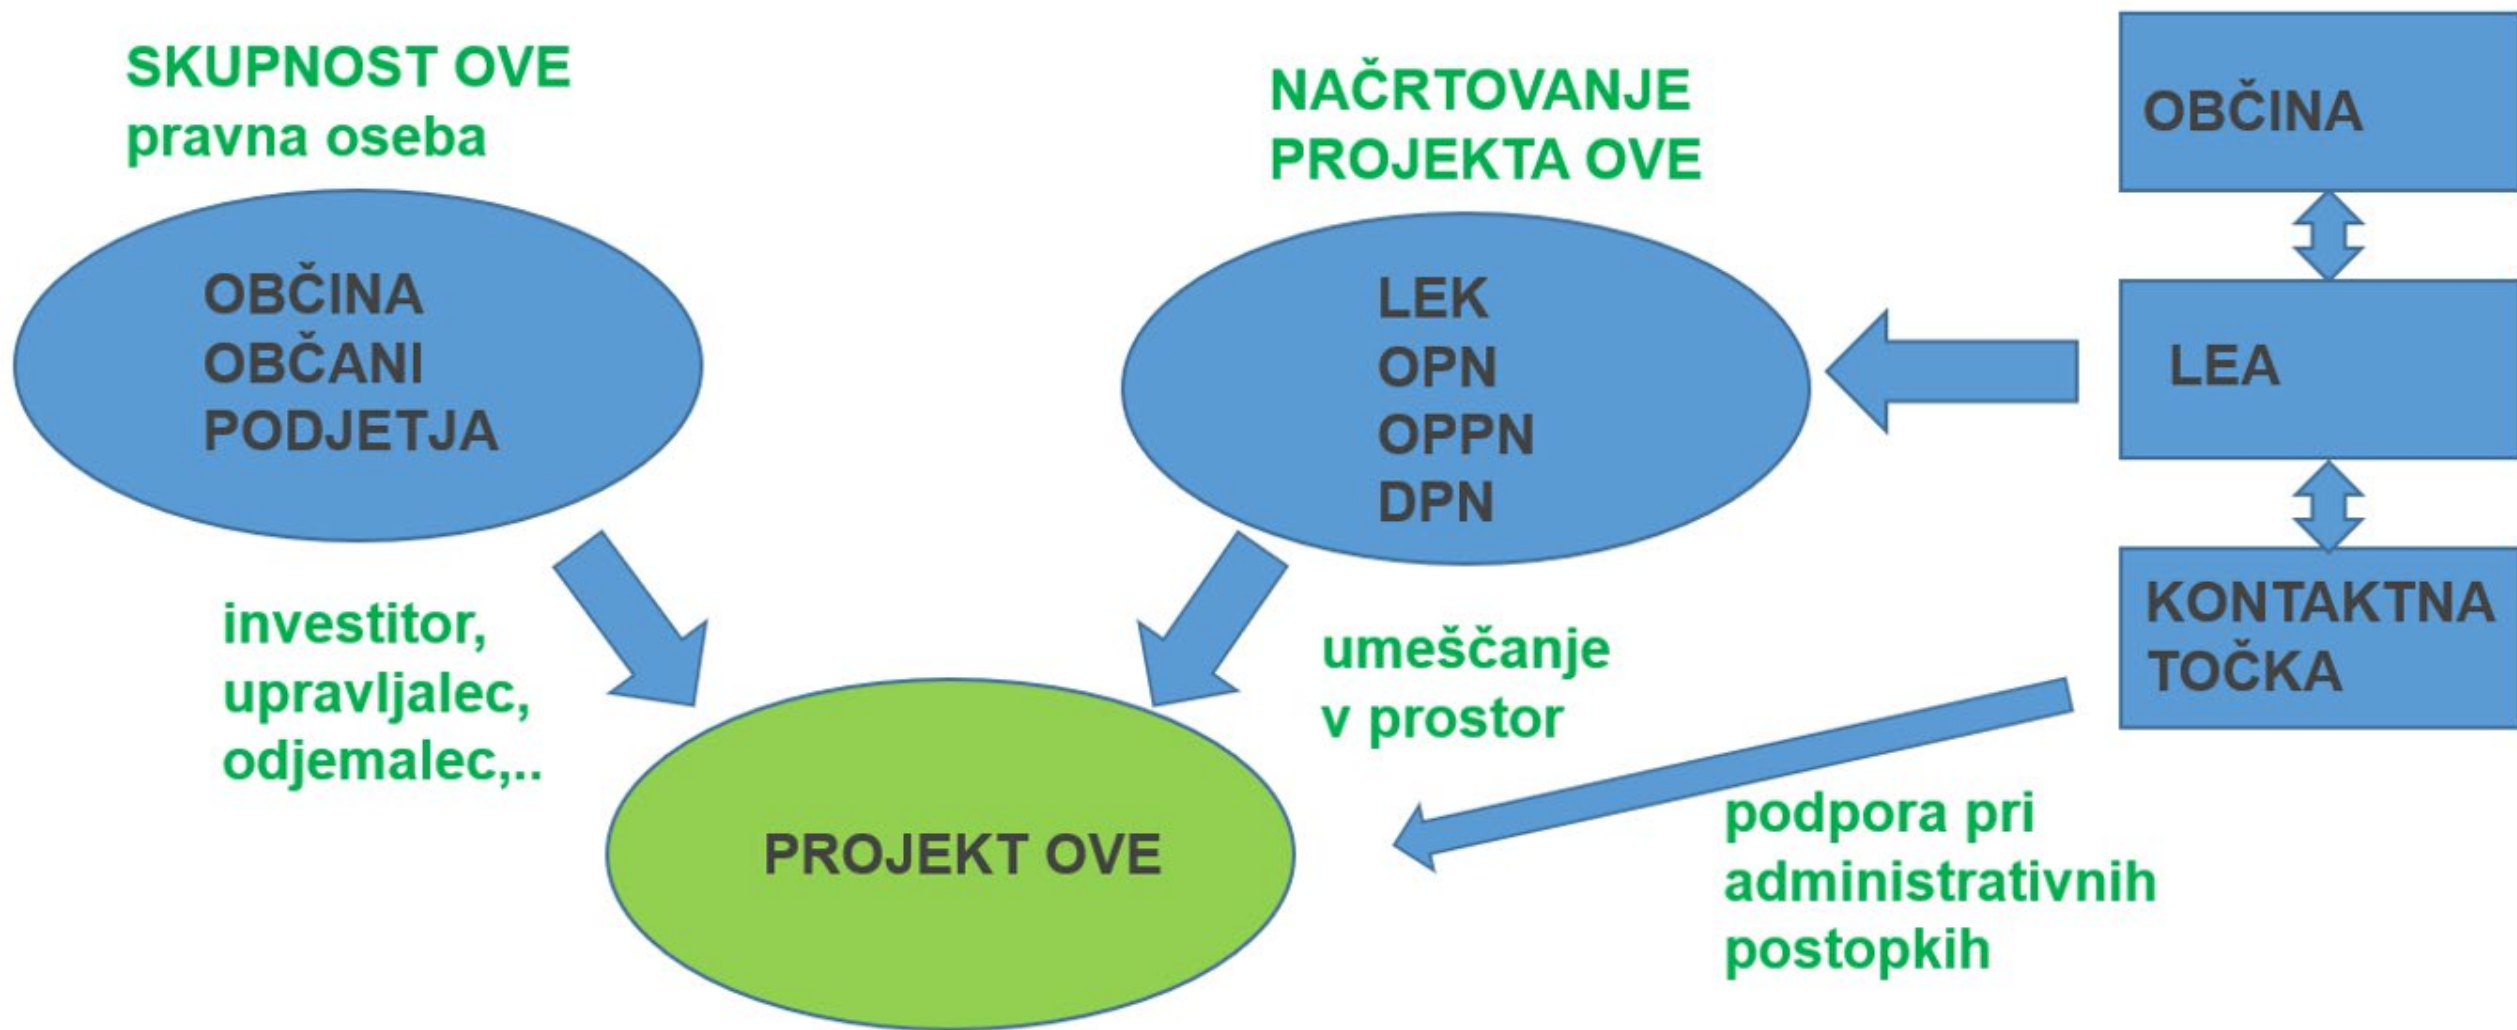 SKUPNOST OVE
pravna oseba
OBČINA
OBČANI
PODJETJA
investitor,
upravljalec,
odjemalec,..
NAČRTOVANJE
PROJEKTA OVE
LEK
OPN
OPPN
DPN
umeščanje
v prostor
PROJEKT OVE
OBČINA
LEA
KONTAKTNA
TOČKA
podpora pri
administrativnih
postopkih